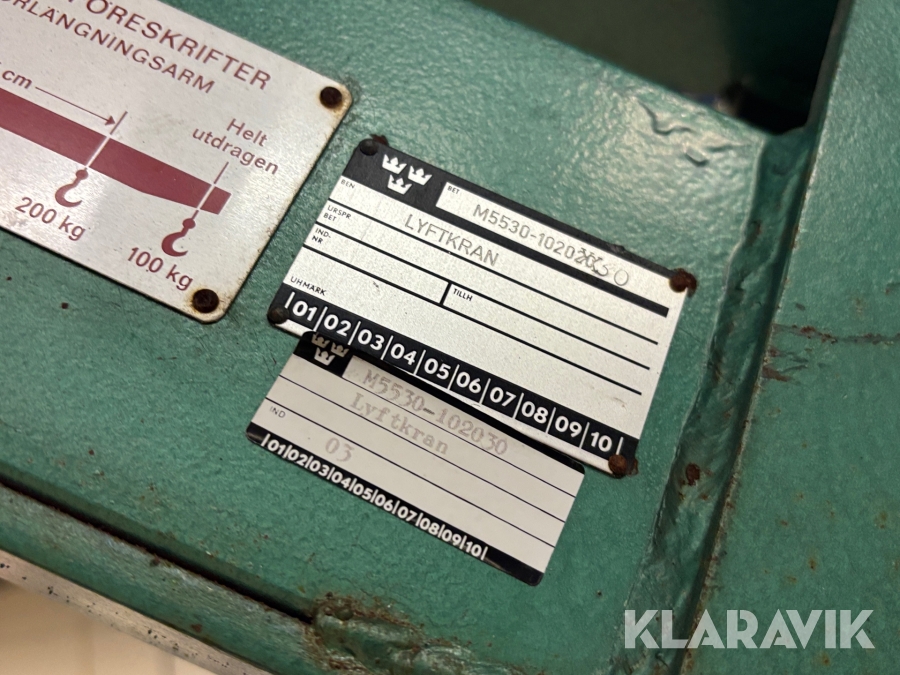 FÖRESKRIFTER
FÖRLÄNGNINGSARM
cm
Helt
utdragen
200 kg
100 kg
BEN
BET
M5530-102030
LYFTKRAN
URSPR
BET
IND-
NR
TILLH
UHMÄRK
01 02 03 04 05 06 07 08 09 10
M5530-102030
Lyftkran
IND
03
01 02 03 04 05 06 07 08 09 10
KLARAVIK